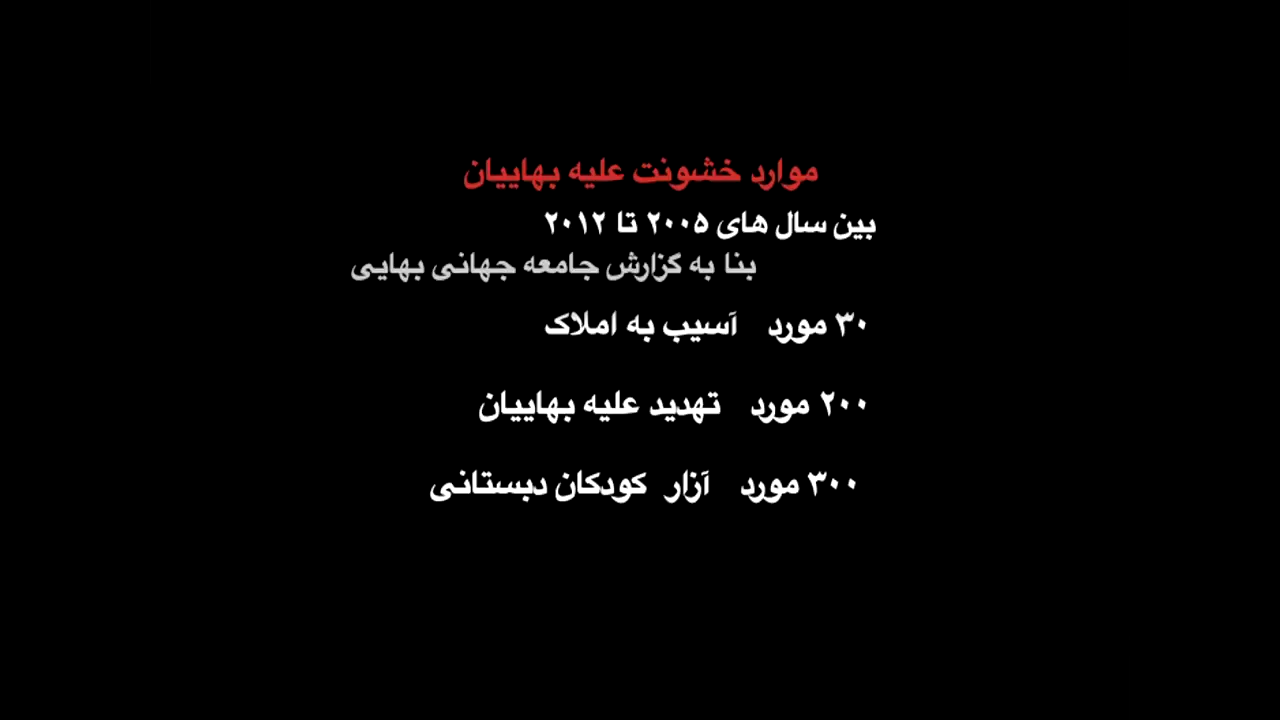 موارد خشونت علیه بهاییان
بین سال های ۲۰۰۵ تا ۲۰۱۲
بنا به گزارش جامعه جهانی بهایی
۳۰ مورد آسیب به املاک
۲۰۰ مورد تهدید علیه بهاییان
۳۰۰ مورد آزار کودکان دبستانی